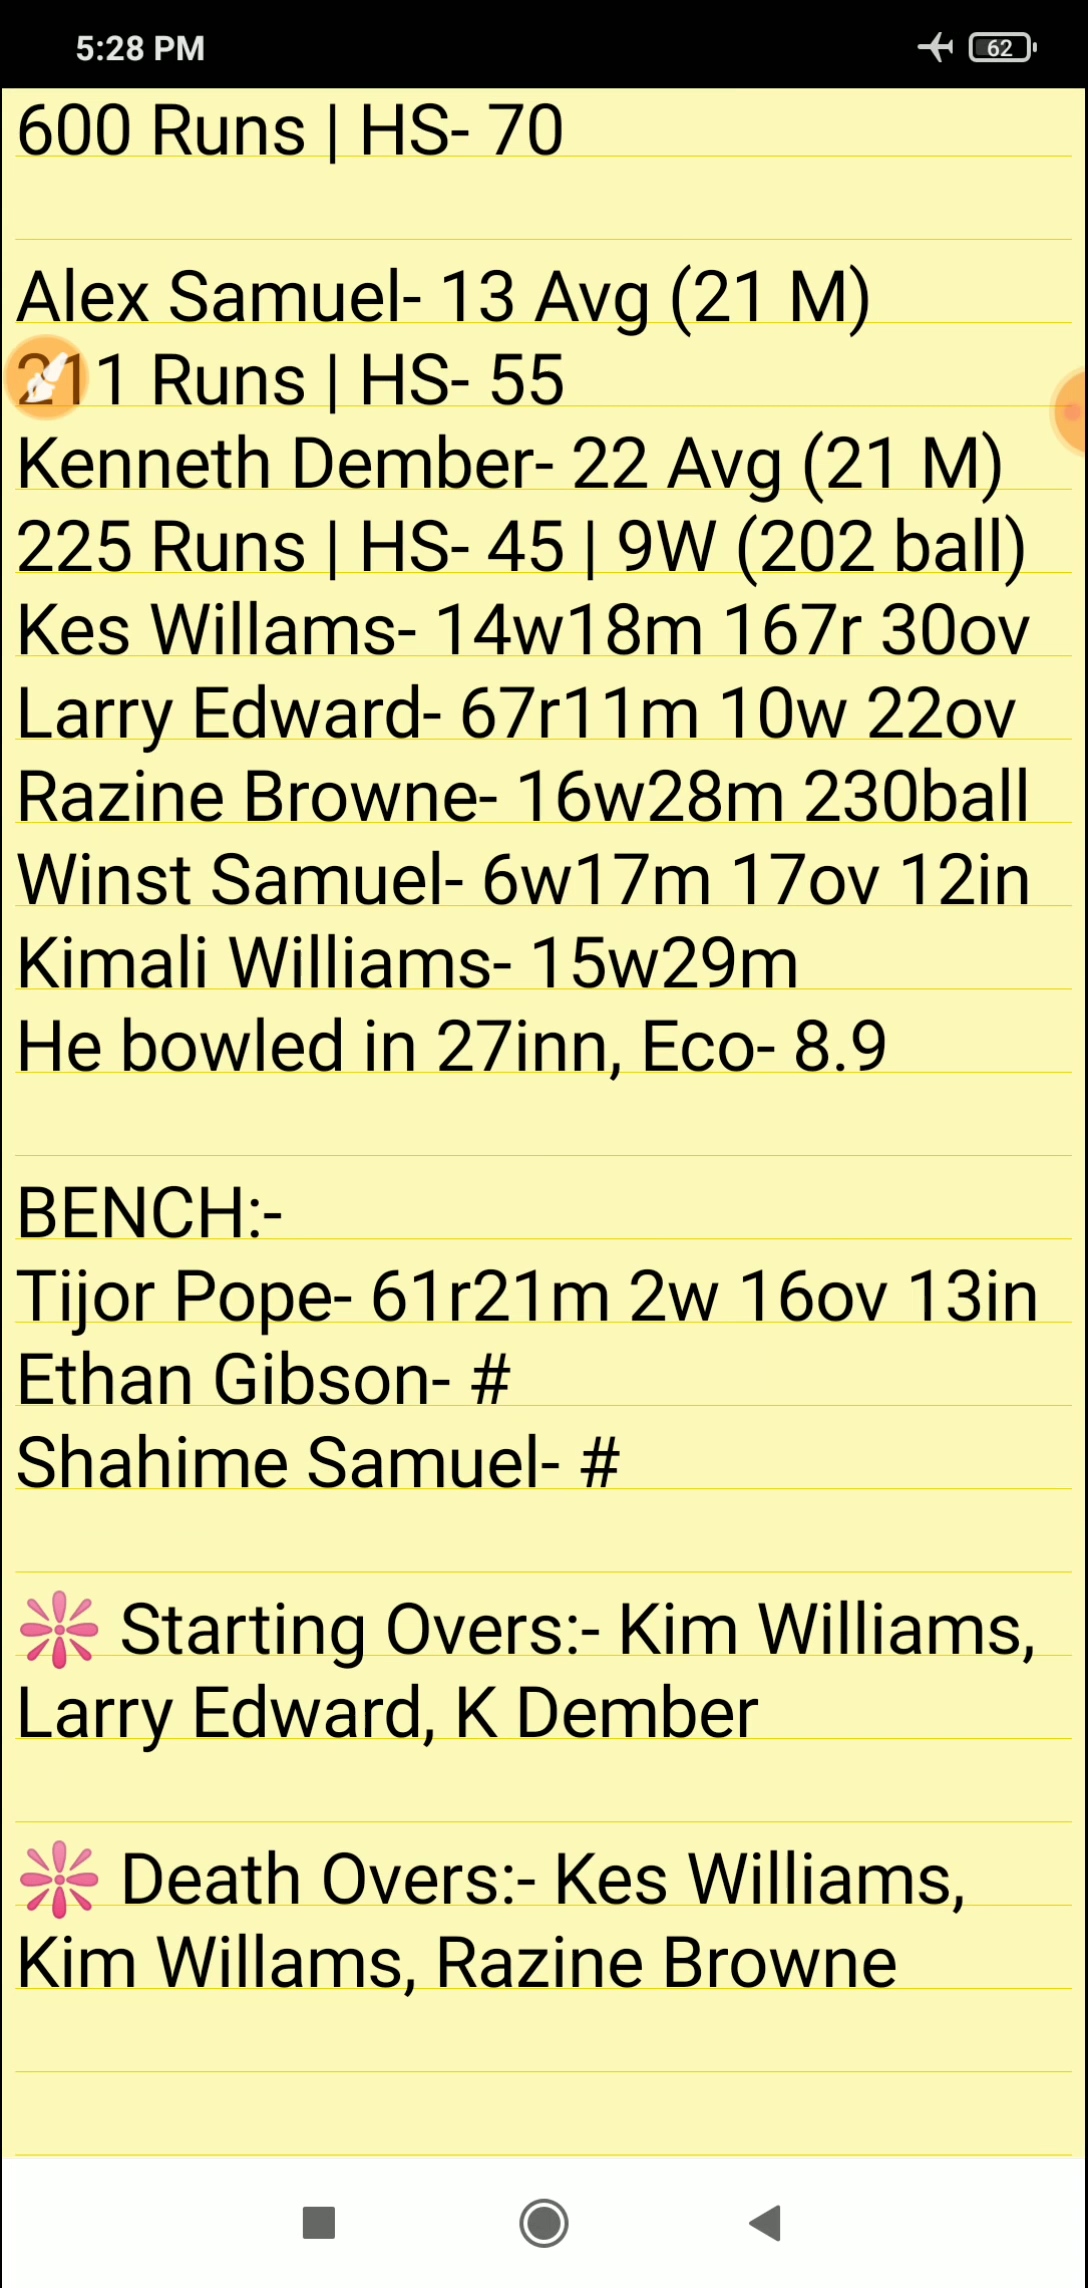 5:28 PM
62
600 Runs | HS- 70
Alex Samuel- 13 Avg (21 M)
211 Runs | HS- 55
Kenneth Dember- 22 Avg (21 M)
225 Runs | HS- 45 | 9W (202 ball)
Kes Willams- 14w18m 167r 30ov
Larry Edward- 67r11m 10w 22ov
Razine Browne- 16w28m 230ball
Winst Samuel- 6w17m 17ov 12in
Kimali Williams- 15w29m
He bowled in 27inn, Eco- 8.9
BENCH:-
Tijor Pope- 61r21m 2w 16ov 13in
Ethan Gibson- #
Shahime Samuel- #
Starting Overs:- Kim Williams,
Larry Edward, K Dember
Death Overs:- Kes Williams,
Kim Willams, Razine Browne